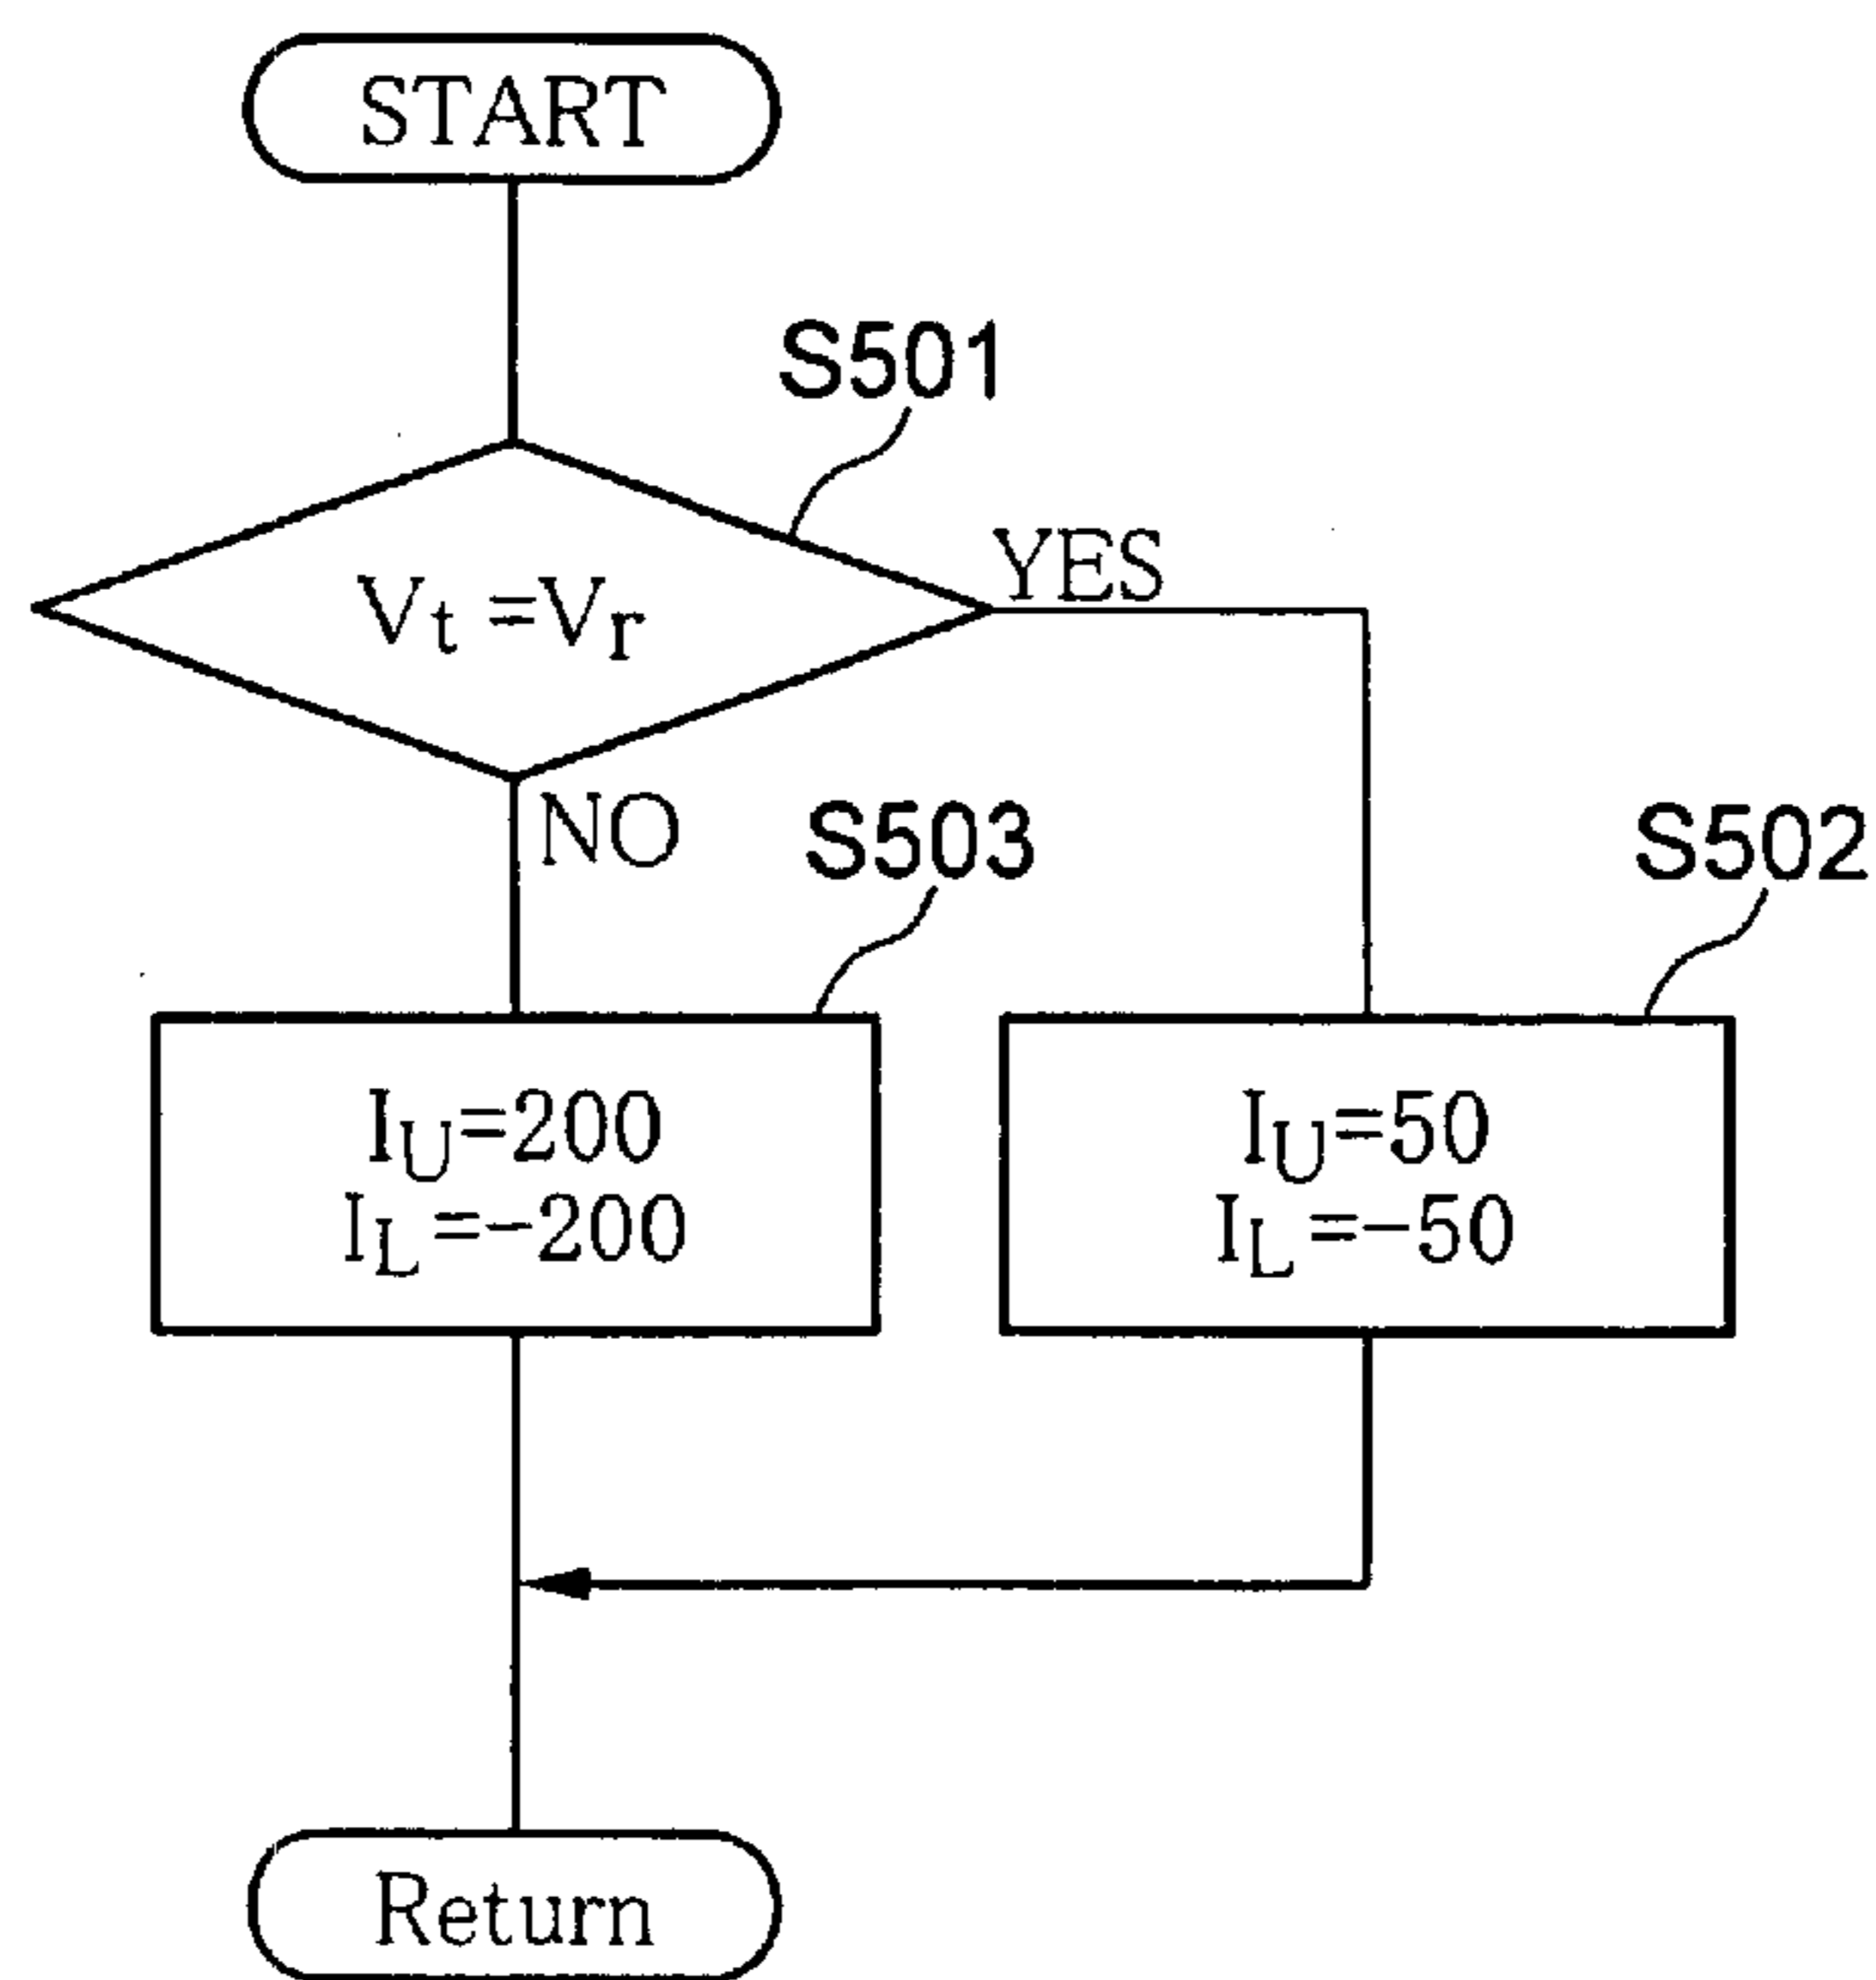 START
S501
YES
Vt =Vr
NO
S503
S502
IU=200
IL=-200
IU=50
IL=-50
Return